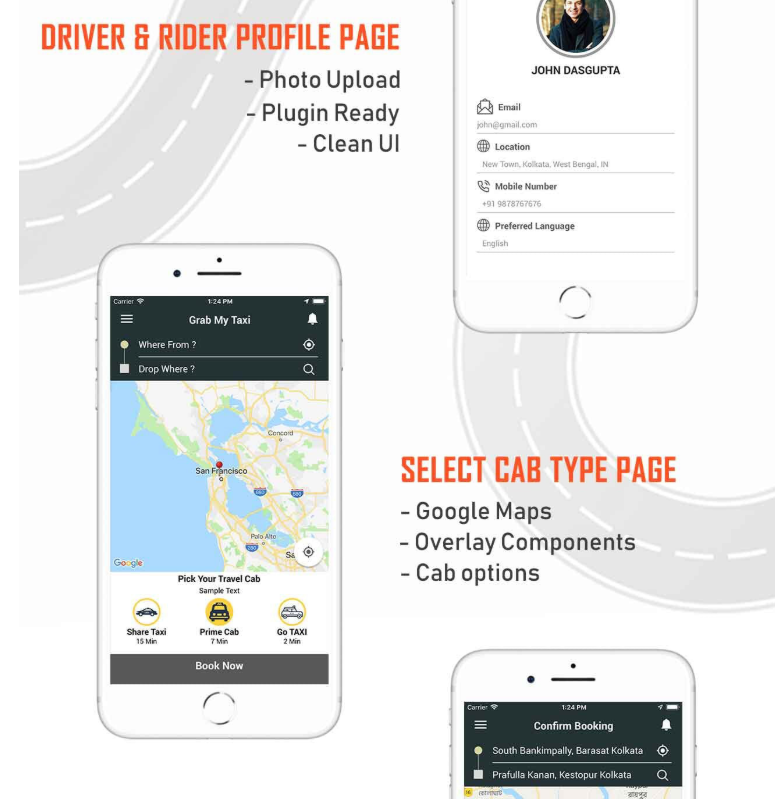 DRIVER & RIDER PROFILE PAGE
- Photo Upload
- Plugin Ready
- Clean UI
JOHN DASGUPTA
Email
john@gmail.com
Location
New Town, Kolkata, West Bengal, IN
Mobile Number
+91 9878767676
Preferred Language
English
Carrier 1:24 PM
Grab My Taxi
Where From ?
Drop Where ?
Concord
San Francisco
680
580
Palo Alto
280
Google
Pick Your Travel Cab
Sample Text
Share Taxi Prime Cab Go TAXI
15 Min 7 Min 2 Min
Book Now
SELECT CAB TYPE PAGE
- Google Maps
- Overlay Components
- Cab options
Carrier 1:24 PM
Confirm Booking
South Bankimpally, Barasat Kolkata
Prafulla Kanan, Kestopur Kolkata